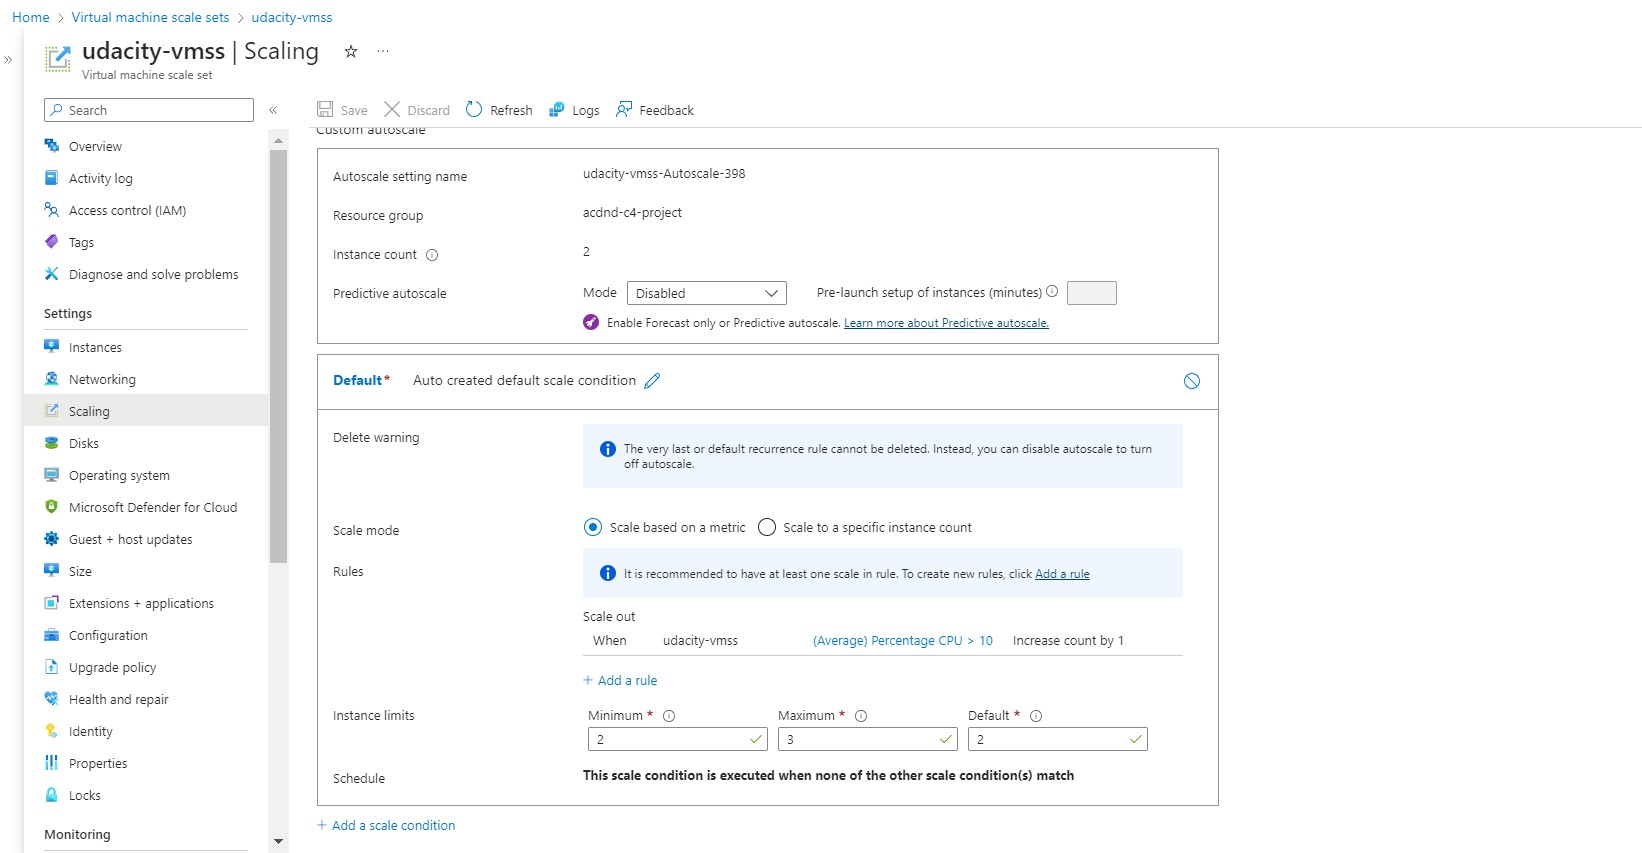 Home > Virtual machine scale sets > udacity-vmss
»
udacity-vmss | Scaling ☆ ...
Virtual machine scale set
Search
«
Save Discard Refresh Logs Feedback
Custom autoscale
Overview
Activity log
Access control (IAM)
Tags
Diagnose and solve problems
Settings
Instances
Networking
Scaling
Disks
Operating system
Microsoft Defender for Cloud
Guest + host updates
Size
Extensions + applications
Configuration
Upgrade policy
Health and repair
Identity
Properties
Locks
Monitoring
Autoscale setting name udacity-vmss-Autoscale-398
Resource group acdnd-c4-project
Instance count 2
Predictive autoscale Mode Disabled Pre-launch setup of instances (minutes)
Enable Forecast only or Predictive autoscale. Learn more about Predictive autoscale.
Default* Auto created default scale condition
Delete warning
The very last or default recurrence rule cannot be deleted. Instead, you can disable autoscale to turn
off autoscale.
Scale mode Scale based on a metric Scale to a specific instance count
Rules It is recommended to have at least one scale in rule. To create new rules, click Add a rule
Scale out
When udacity-vmss (Average) Percentage CPU > 10 Increase count by 1
+ Add a rule
Instance limits Minimum * Maximum * Default *
2 3 2
Schedule This scale condition is executed when none of the other scale condition(s) match
+ Add a scale condition